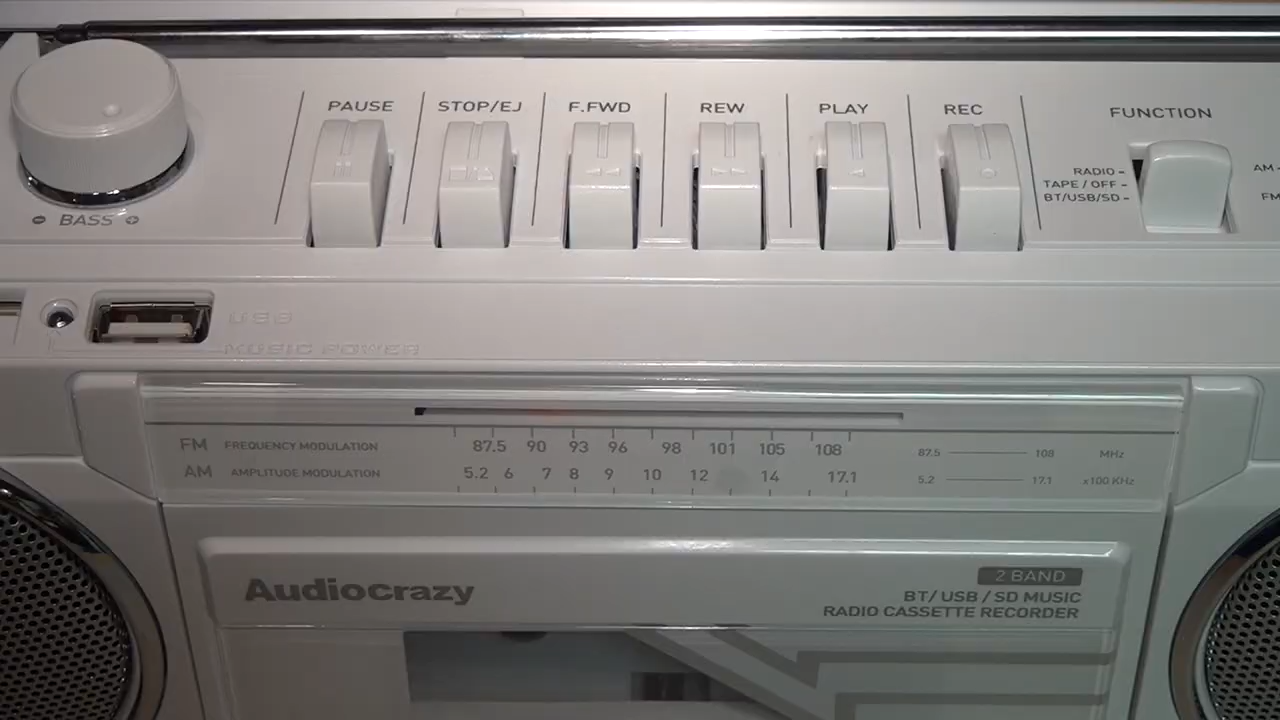 PAUSE
STOP/EJ
F.FWD
REW
PLAY
REC
FUNCTION
RADIO
TAPE / OFF
BT/USB/SD
AM
FM
BASS
USB
MUSIC POWER
FM FREQUENCY MODULATION 87.5 90 93 96 98 101 105 108 87.5 108 MHz
AM AMPLITUDE MODULATION 5.2 6 7 8 9 10 12 14 17.1 5.2 17.1 x100 KHz
Audiocrazy
2 BAND
BT/ USB / SD MUSIC
RADIO CASSETTE RECORDER